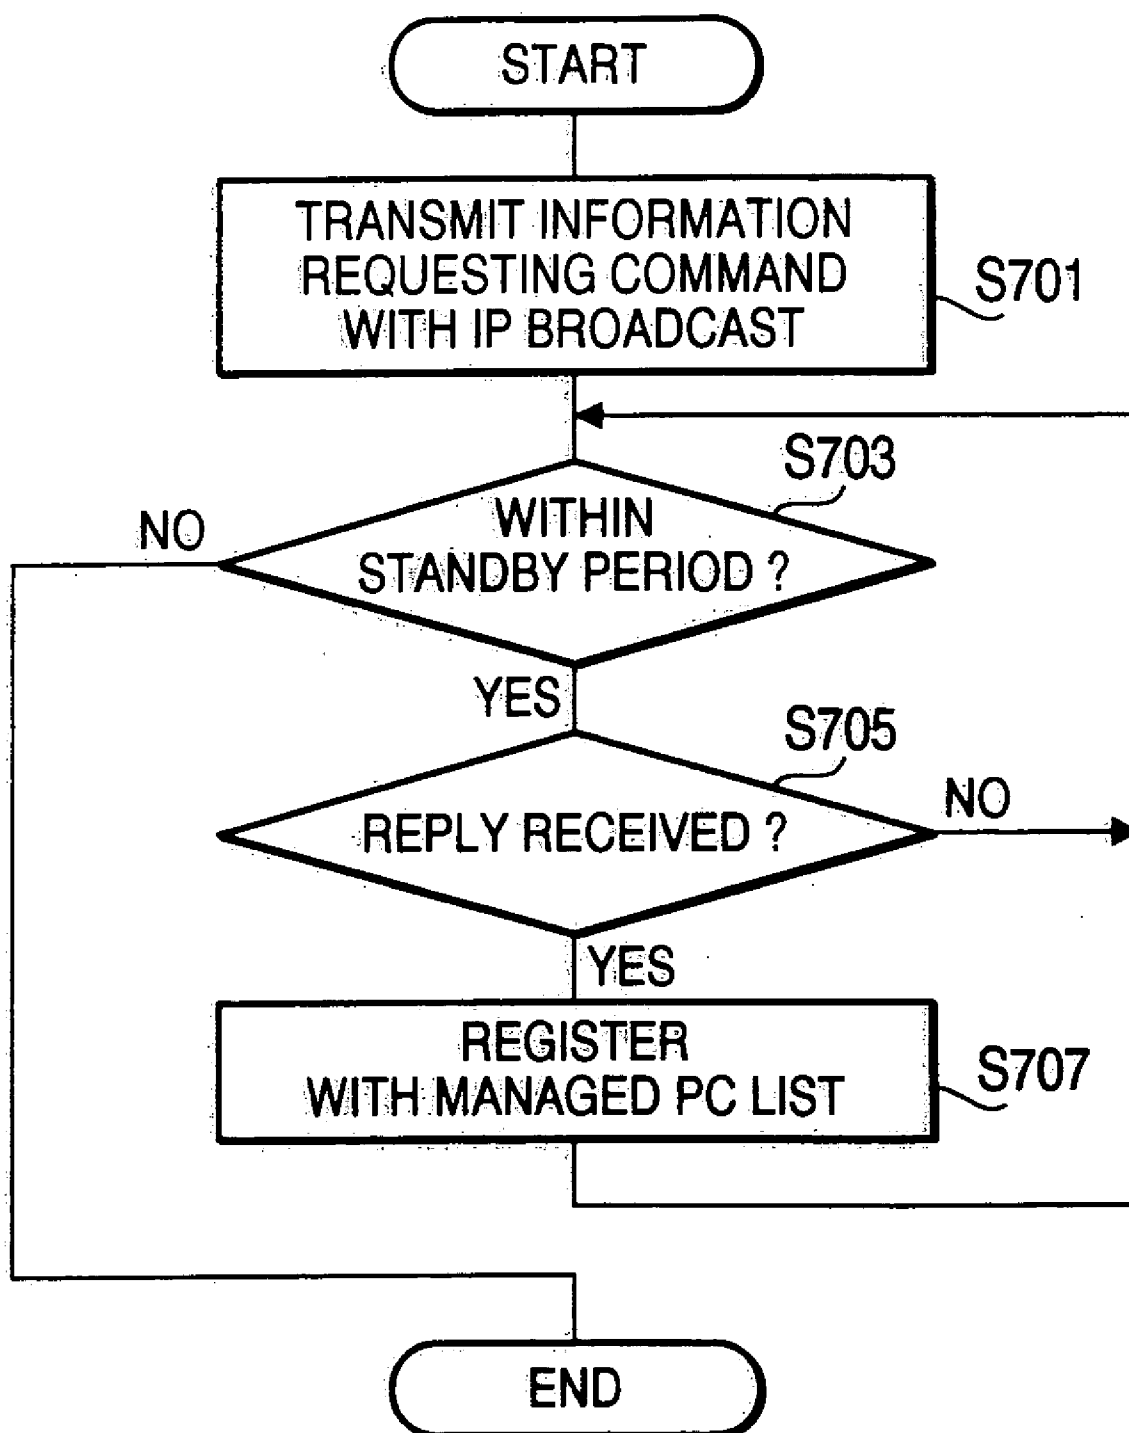 START
TRANSMIT INFORMATION
REQUESTING COMMAND
WITH IP BROADCAST
S701
S703
NO
WITHIN
STANDBY PERIOD ?
YES
S705
NO
REPLY RECEIVED ?
YES
REGISTER
WITH MANAGED PC LIST
S707
END